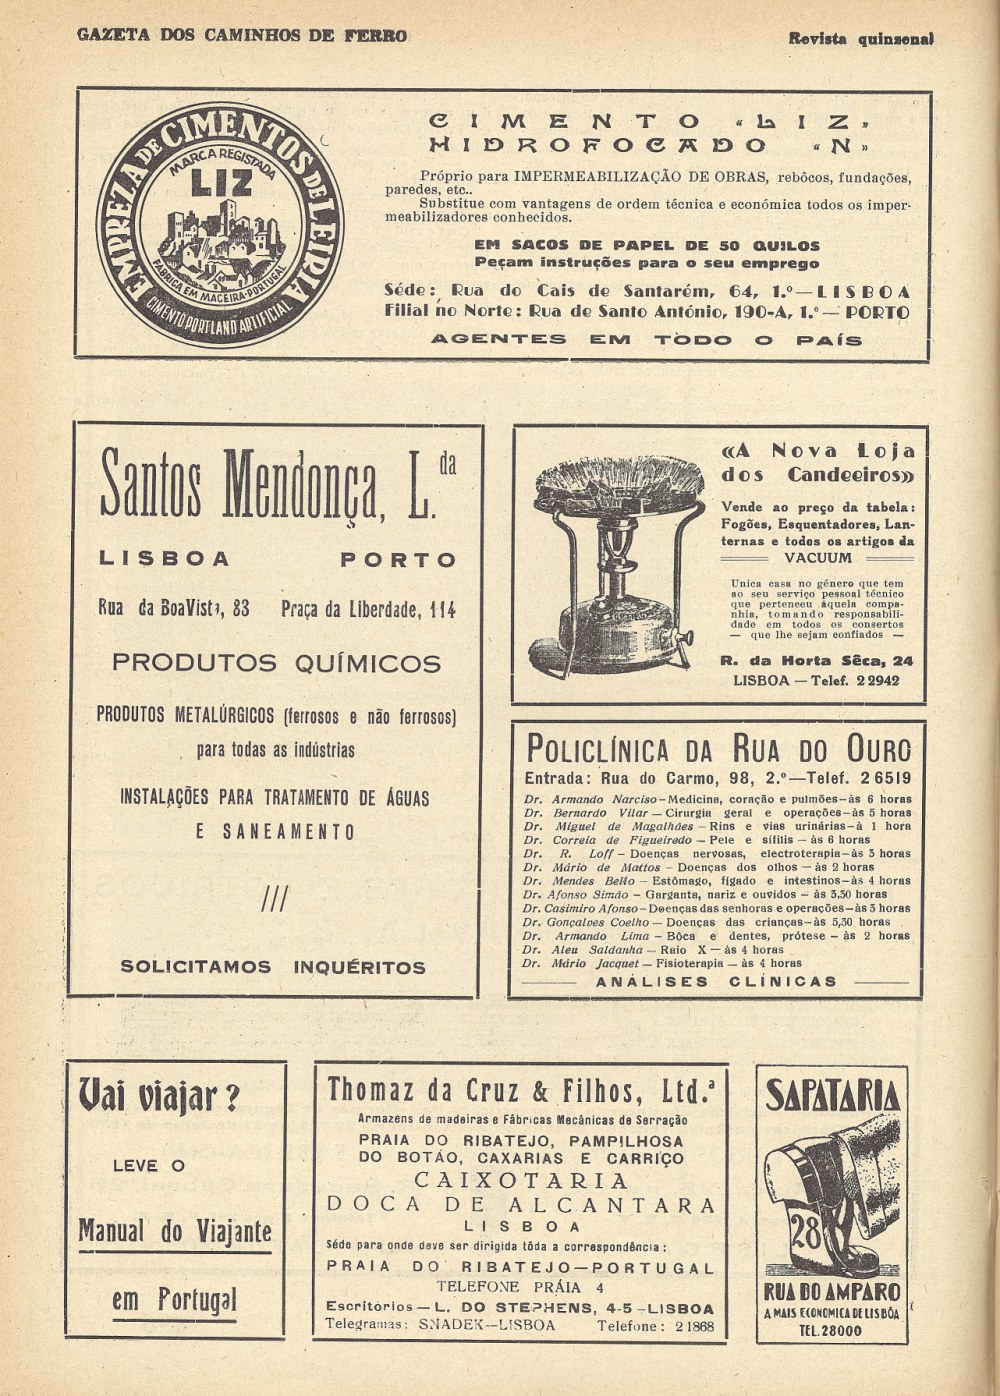 GAZETA DOS CAMINHOS DE FERRO
Revista quinzenal
EMPREZA DE CIMENTOS DE LEIRIA
MARCA REGISTADA
LIZ
FABRICA EM MACEIRA-PORTUGAL
CIMENTO PORTLAND ARTIFICIAL
CIMENTO «LIZ»
HIDROFOCADO «N»
Próprio para IMPERMEABILIZAÇÃO DE OBRAS, rebôcos, fundações,
paredes, etc..
Substitue com vantagens de ordem técnica e económica todos os imper-
meabilizadores conhecidos.
EM SACOS DE PAPEL DE 50 QUILOS
Peçam instruções para o seu emprego
Séde: Rua do Cais de Santarém, 64, 1.º—LISBOA
Filial no Norte: Rua de Santo António, 190-A, 1.º — PORTO
AGENTES EM TODO O PAÍS
Santos Mendonça, L.da
LISBOA PORTO
Rua da BoaVista, 83 Praça da Liberdade, 114
PRODUTOS QUÍMICOS
PRODUTOS METALÚRGICOS (ferrosos e não ferrosos)
para todas as indústrias
INSTALAÇÕES PARA TRATAMENTO DE ÁGUAS
E SANEAMENTO
///
SOLICITAMOS INQUÉRITOS
«A Nova Loja
dos Candeeiros»
Vende ao preço da tabela:
Fogões, Esquentadores, Lan-
ternas e todos os artigos da
VACUUM
Unica casa no género que tem
ao seu serviço pessoal técnico
que pertenceu àquela compa-
nhia, tomando responsabili-
dade em todos os consertos
— que lhe sejam confiados —
R. da Horta Sêca, 24
LISBOA — Telef. 2 2942
POLICLÍNICA DA RUA DO OURO
Entrada: Rua do Carmo, 98, 2.º—Telef. 2 6519
Dr. Armando Narciso—Medicina, coração e pulmões—às 6 horas
Dr. Bernardo Vilar — Cirurgia geral e operações—às 5 horas
Dr. Miguel de Magalhães - Rins e vias urinárias—à 1 hora
Dr. Correia de Figueiredo - Pele e sífilis — às 6 horas
Dr. R. Loff — Doenças nervosas, electroterapia—às 3 horas
Dr. Mário de Mattos - Doenças dos olhos — às 2 horas
Dr. Mendes Bello — Estômago, fígado e intestinos—às 4 horas
Dr. Afonso Simão — Garganta, nariz e ouvidos — às 3,30 horas
Dr. Casimiro Afonso—Doenças das senhoras e operações—às 3 horas
Dr. Gonçalves Coelho — Doenças das crianças—às 5,30 horas
Dr. Armando Lima — Bôca e dentes, prótese — às 2 horas
Dr. Aleu Saldanha — Raio X — às 4 horas
Dr. Mário Jacquet — Fisioterapia — às 4 horas
ANÁLISES CLÍNICAS
Vai viajar?
LEVE O
Manual do Viajante
em Portugal
Thomaz da Cruz & Filhos, Ltd.ª
Armazens de madeiras e Fábricas Mecânicas de Serração
PRAIA DO RIBATEJO, PAMPILHOSA
DO BOTÃO, CAXARIAS E CARRIÇO
CAIXOTARIA
DOCA DE ALCANTARA
LISBOA
Séde para onde deve ser dirigida tôda a correspondência:
PRAIA DO RIBATEJO—PORTUGAL
TELEFONE PRÁIA 4
Escritórios — L. DO STEPHENS, 4-5 —LISBOA
Telegramas: SNADEK—LISBOA Telefone: 2 1868
SAPATARIA
28
RUA DO AMPARO
A MAIS ECONOMICA DE LISBÔA
TEL. 28000